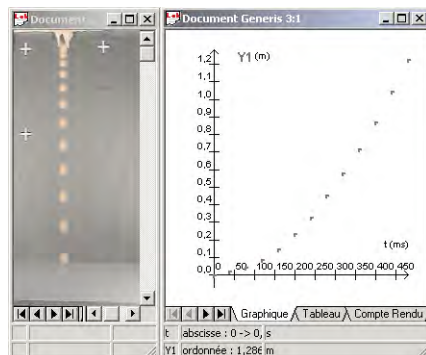 Document...
Document Generis 3:1
Y1 (m)
1,2
1,1
1,0
0,9
0,8
0,7
0,6
0,5
0,4
0,3
0,2
0,1
0,0
t (ms)
50 100 150 200 250 300 350 400 450
Graphique Tableau Compte Rendu
t abscisse : 0 -> 0, s
Y1 ordonnée : 1,286 m